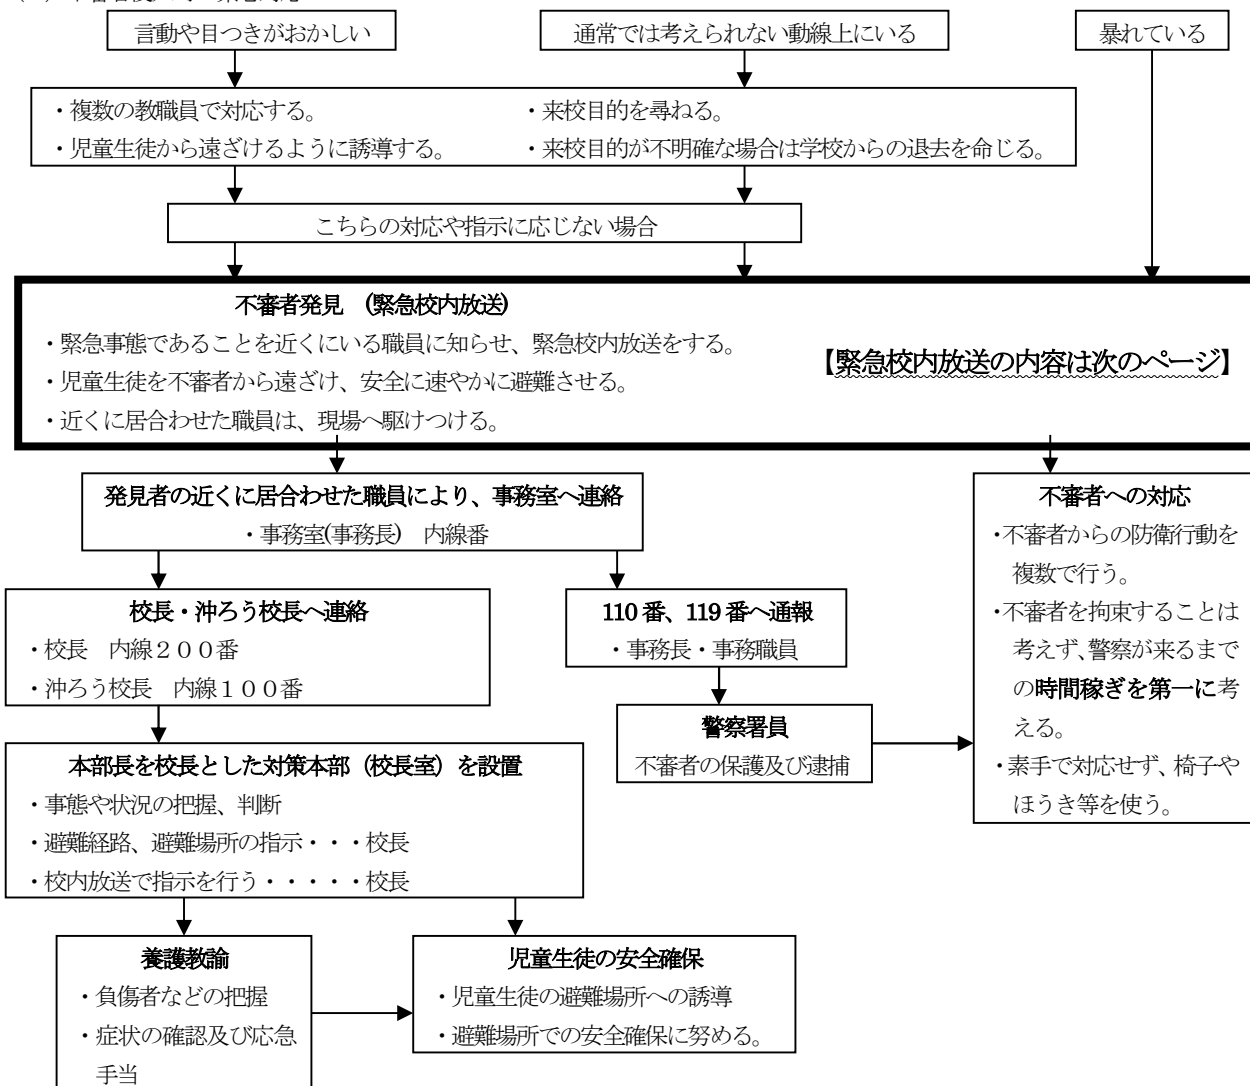 言動や目つきがおかしい
通常では考えられない動線上にいる
暴れている
・複数の教職員で対応する。
・来校目的を尋ねる。
・児童生徒から遠ざけるように誘導する。
・来校目的が不明確な場合は学校からの退去を命じる。
こちらの対応や指示に応じない場合
不審者発見　(緊急校内放送)
・緊急事態であることを近くにいる職員に知らせ、緊急校内放送をする。
・児童生徒を不審者から遠ざけ、安全に速やかに避難させる。
・近くに居合わせた職員は、現場へ駆けつける。
【緊急校内放送の内容は次のページ】
発見者の近くに居合わせた職員により、事務室へ連絡
・事務室(事務長)　内線番
校長・沖ろう校長へ連絡
・校長　内線２００番
・沖ろう校長　内線１００番
110 番、119 番へ通報
・事務長・事務職員
警察署員
不審者の保護及び逮捕
不審者への対応
・不審者からの防衛行動を
複数で行う。
・不審者を拘束することは
考えず、警察が来るまで
の時間稼ぎを第一に考
える。
・素手で対応せず、椅子や
ほうき等を使う。
本部長を校長とした対策本部（校長室）を設置
・事態や状況の把握、判断
・避難経路、避難場所の指示・・・校長
・校内放送で指示を行う・・・・・校長
養護教諭
・負傷者などの把握
・症状の確認及び応急
手当
児童生徒の安全確保
・児童生徒の避難場所への誘導
・避難場所での安全確保に努める。